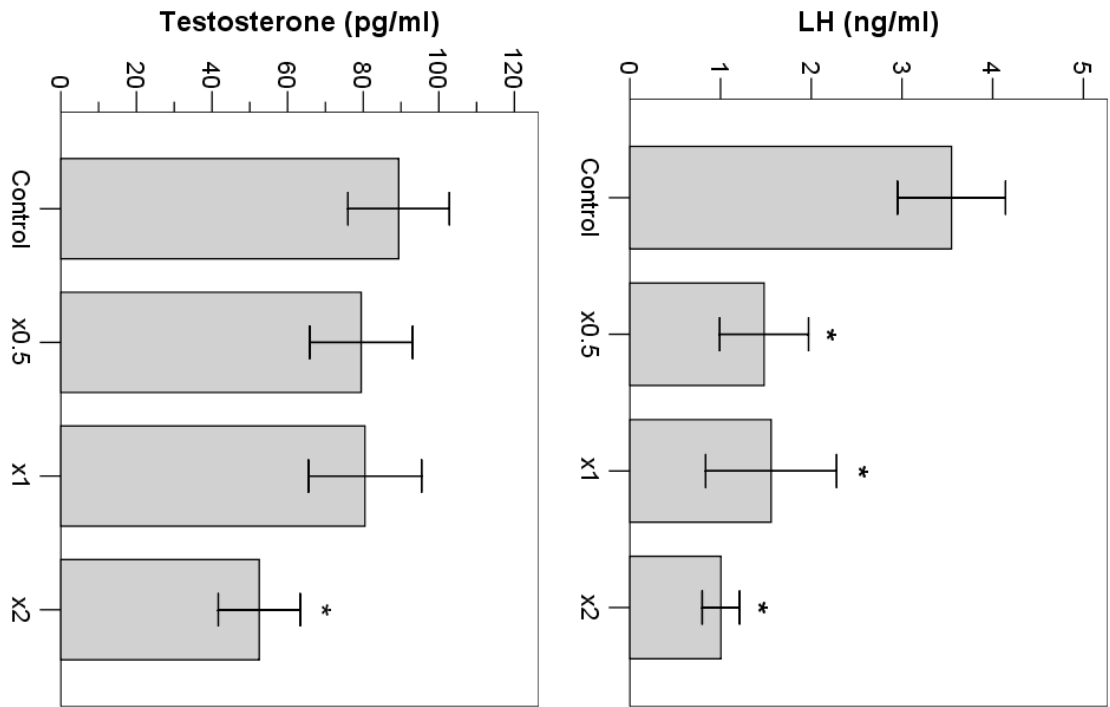 Testosterone (pg/ml)
0
20
40
60
80
100
120
Control
x0.5
x1
x2
*
LH (ng/ml)
0
1
2
3
4
5
Control
x0.5
*
x1
*
x2
*